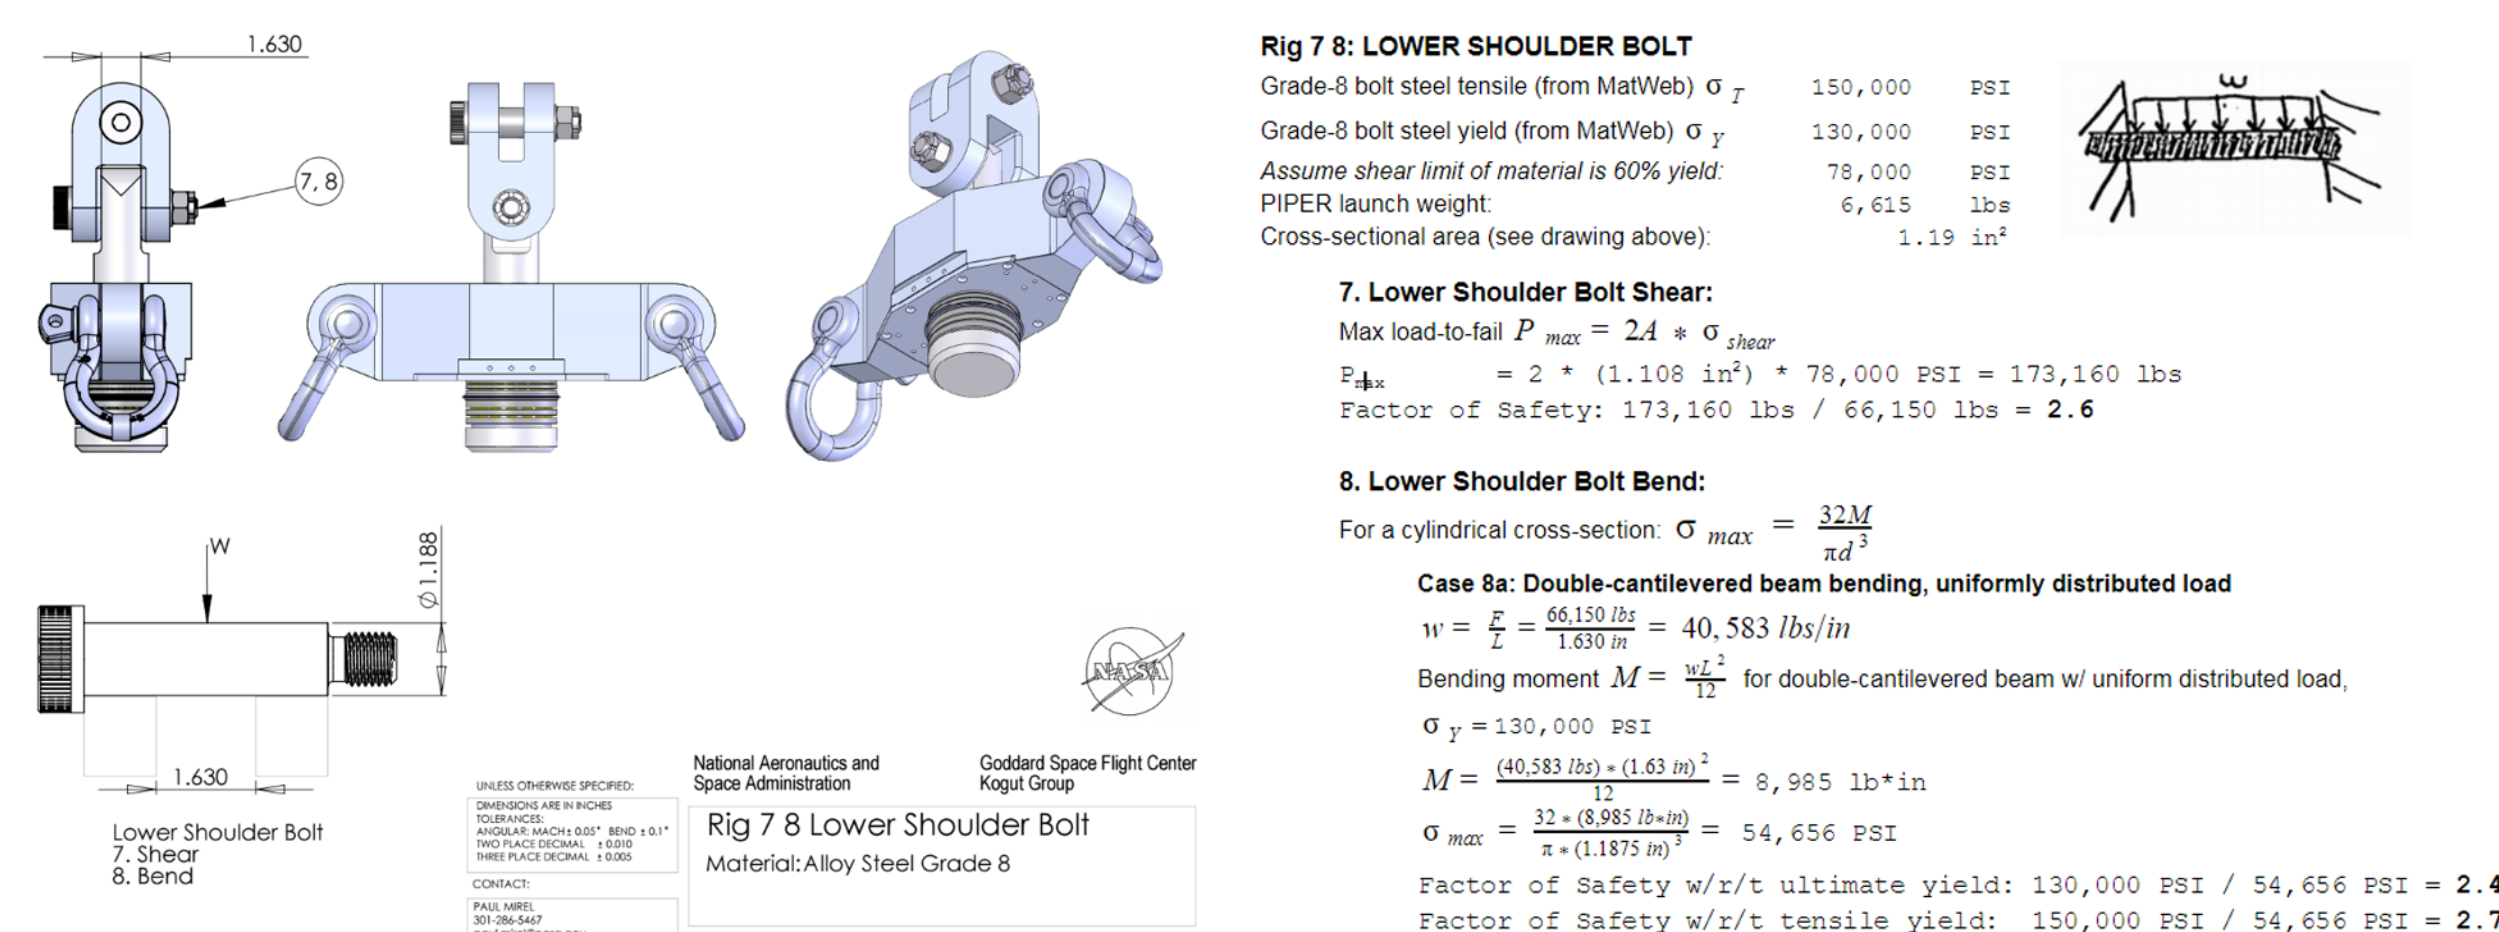 1.630
7, 8
W
Ø 1.188
1.630
Lower Shoulder Bolt
7. Shear
8. Bend
UNLESS OTHERWISE SPECIFIED:
DIMENSIONS ARE IN INCHES
TOLERANCES:
ANGULAR: MACH± 0.05° BEND ± 0.1°
TWO PLACE DECIMAL ± 0.010
THREE PLACE DECIMAL ± 0.005
CONTACT:
PAUL MIREL
301-286-5467
NASA
National Aeronautics and
Space Administration
Goddard Space Flight Center
Kogut Group
Rig 7 8 Lower Shoulder Bolt
Material: Alloy Steel Grade 8
Rig 7 8: LOWER SHOULDER BOLT
Grade-8 bolt steel tensile (from MatWeb) σ T 150,000 PSI
Grade-8 bolt steel yield (from MatWeb) σ Y 130,000 PSI
Assume shear limit of material is 60% yield: 78,000 PSI
PIPER launch weight: 6,615 lbs
Cross-sectional area (see drawing above): 1.19 in²
ω
7. Lower Shoulder Bolt Shear:
Max load-to-fail P max = 2A * σ shear
Pmax = 2 * (1.108 in²) * 78,000 PSI = 173,160 lbs
Factor of Safety: 173,160 lbs / 66,150 lbs = 2.6
8. Lower Shoulder Bolt Bend:
For a cylindrical cross-section: σ max = 32M / πd³
Case 8a: Double-cantilevered beam bending, uniformly distributed load
w = F / L = 66,150 lbs / 1.630 in = 40,583 lbs/in
Bending moment M = wL² / 12 for double-cantilevered beam w/ uniform distributed load,
σ Y = 130,000 PSI
M = (40,583 lbs) * (1.63 in)² / 12 = 8,985 lb*in
σ max = 32 * (8,985 lb*in) / π * (1.1875 in)³ = 54,656 PSI
Factor of Safety w/r/t ultimate yield: 130,000 PSI / 54,656 PSI = 2.4
Factor of Safety w/r/t tensile yield: 150,000 PSI / 54,656 PSI = 2.7